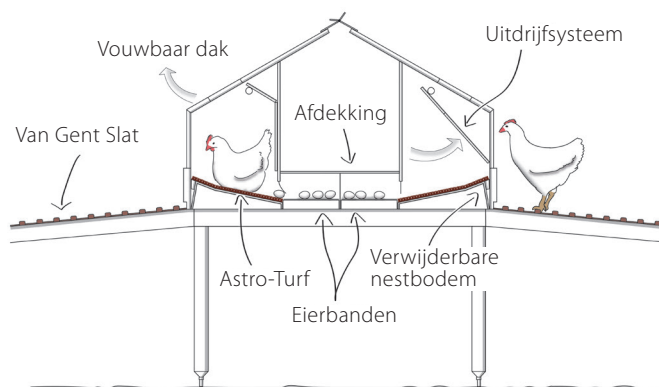 Vouwbaar dak
Uitdrijfsysteem
Afdekking
Van Gent Slat
Astro-Turf
Verwijderbare
nestbodem
Eierbanden